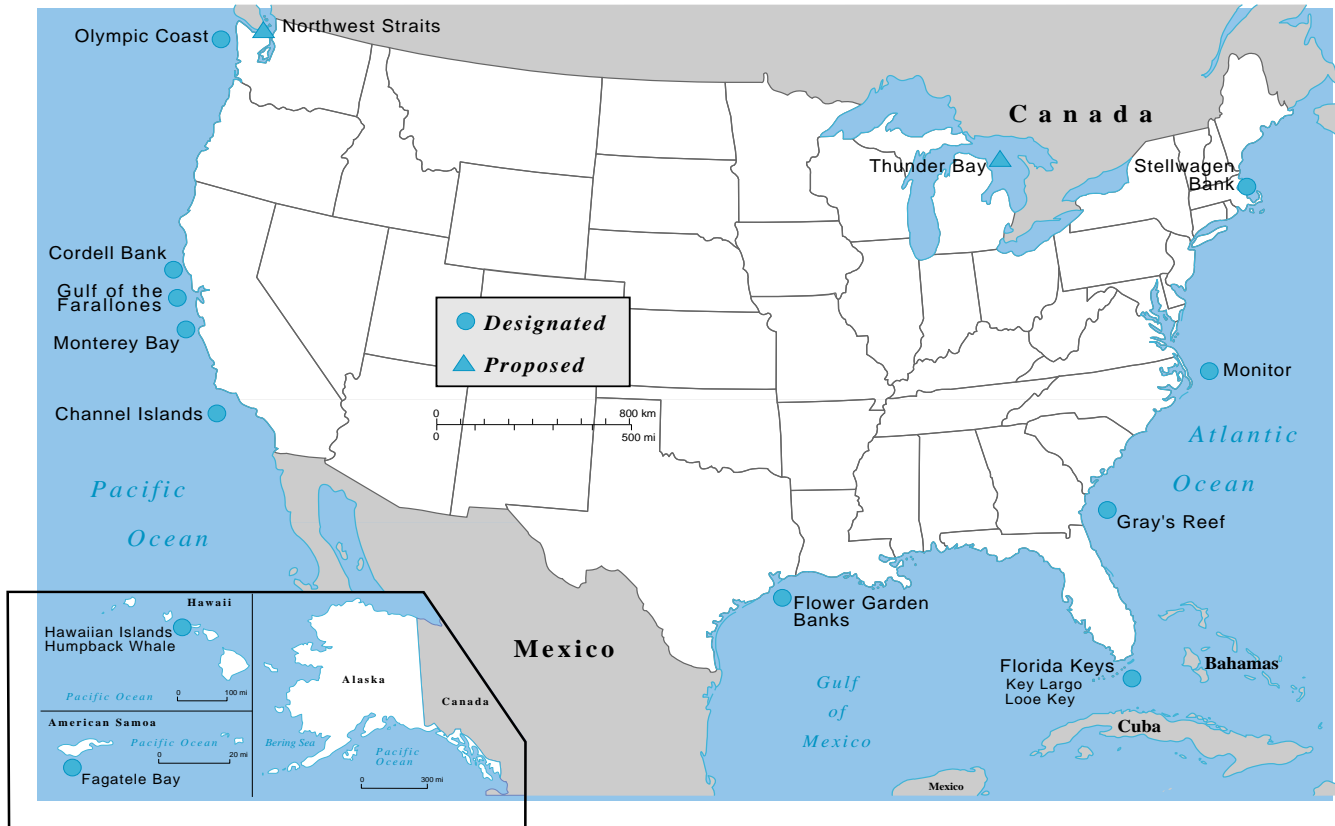 Northwest Straits
Olympic Coast
Canada
Thunder Bay
Stellwagen
Bank
Cordell Bank
Gulf of the
Farallones
Monterey Bay
Channel Islands
Designated
Proposed
0 800 km
0 500 mi
Monitor
Atlantic
Ocean
Pacific
Ocean
Gray's Reef
Flower Garden
Banks
Mexico
Gulf
of
Mexico
Florida Keys
Key Largo
Looe Key
Bahamas
Cuba
Mexico
Hawaii
Hawaiian Islands
Humpback Whale
Pacific Ocean
0 100 mi
American Samoa
Pacific Ocean
0 20 mi
Fagatele Bay
Alaska
Canada
Bering Sea
Pacific
Ocean
0 300 mi